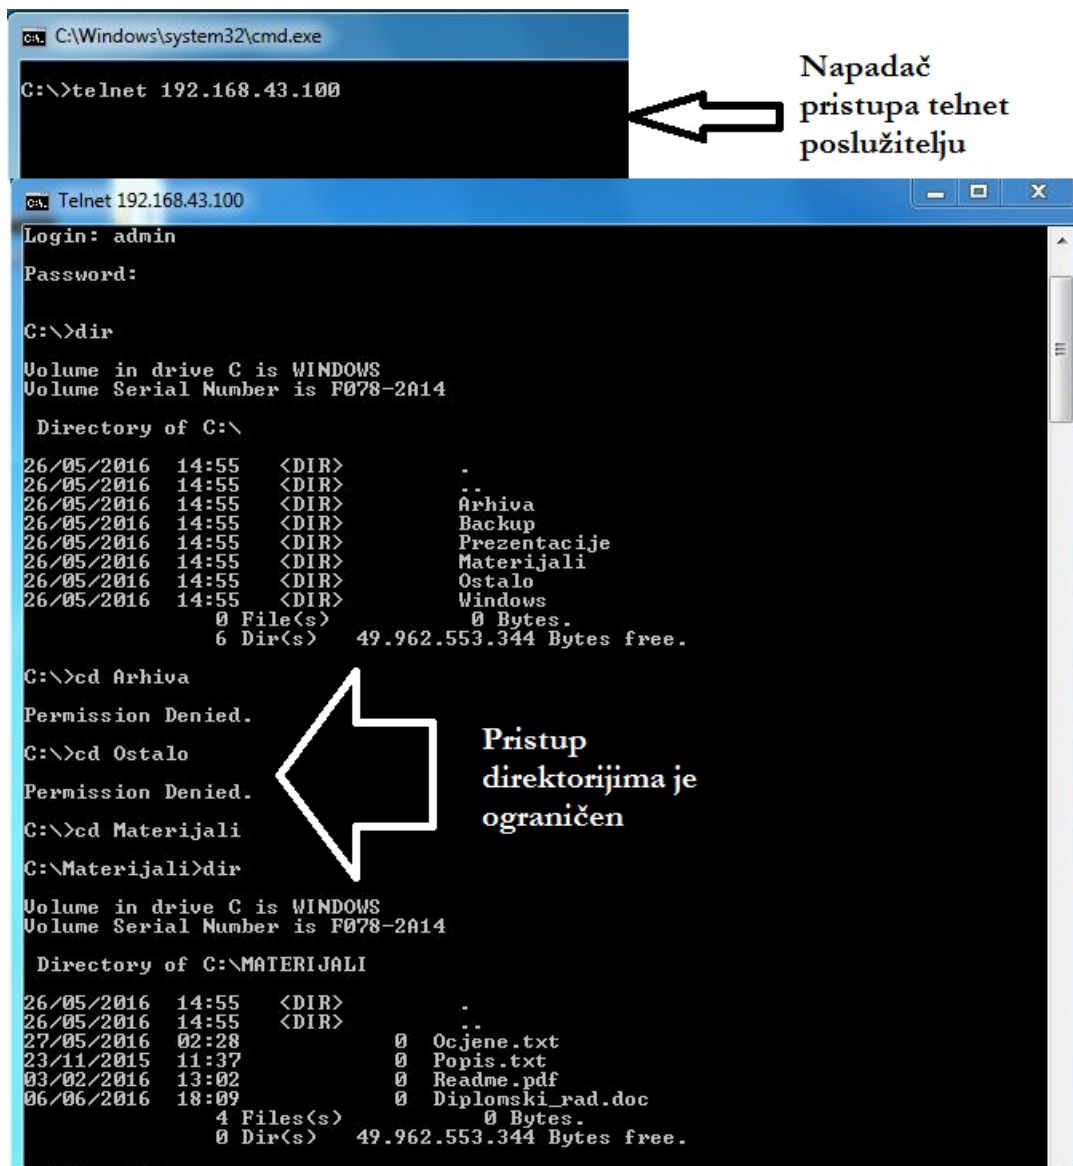 C:\Windows\system32\cmd.exe
C:\>telnet 192.168.43.100
Napadač
pristupa telnet
poslužitelju
Telnet 192.168.43.100
Login: admin
Password:
C:\>dir
Volume in drive C is WINDOWS
Volume Serial Number is F078-2A14
Directory of C:\
26/05/2016 14:55 <DIR> .
26/05/2016 14:55 <DIR> ..
26/05/2016 14:55 <DIR> Arhiva
26/05/2016 14:55 <DIR> Backup
26/05/2016 14:55 <DIR> Prezentacije
26/05/2016 14:55 <DIR> Materijali
26/05/2016 14:55 <DIR> Ostalo
26/05/2016 14:55 <DIR> Windows
0 File(s) 0 Bytes.
6 Dir(s) 49.962.553.344 Bytes free.
C:\>cd Arhiva
Permission Denied.
C:\>cd Ostalo
Permission Denied.
C:\>cd Materijali
Pristup
direktorijima je
ograničen
C:\Materijali>dir
Volume in drive C is WINDOWS
Volume Serial Number is F078-2A14
Directory of C:\MATERIJALI
26/05/2016 14:55 <DIR> .
26/05/2016 14:55 <DIR> ..
27/05/2016 02:28 0 Ocjene.txt
23/11/2015 11:37 0 Popis.txt
03/02/2016 13:02 0 Readme.pdf
06/06/2016 18:09 0 Diplomski_rad.doc
4 Files(s) 0 Bytes.
0 Dir(s) 49.962.553.344 Bytes free.